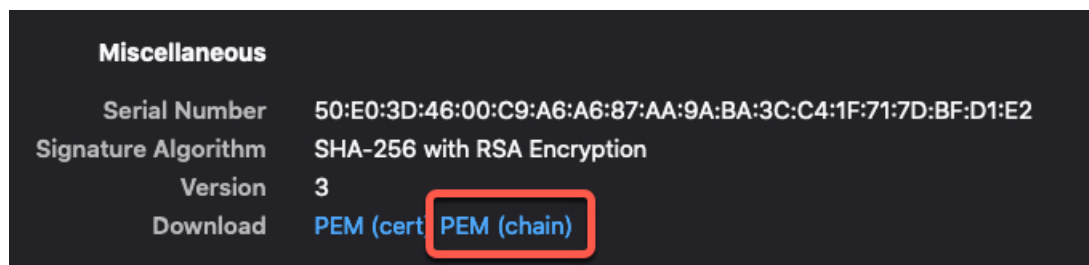 Miscellaneous
Serial Number 50:E0:3D:46:00:C9:A6:A6:87:AA:9A:BA:3C:C4:1F:71:7D:BF:D1:E2
Signature Algorithm SHA-256 with RSA Encryption
Version 3
Download PEM (cert) PEM (chain)